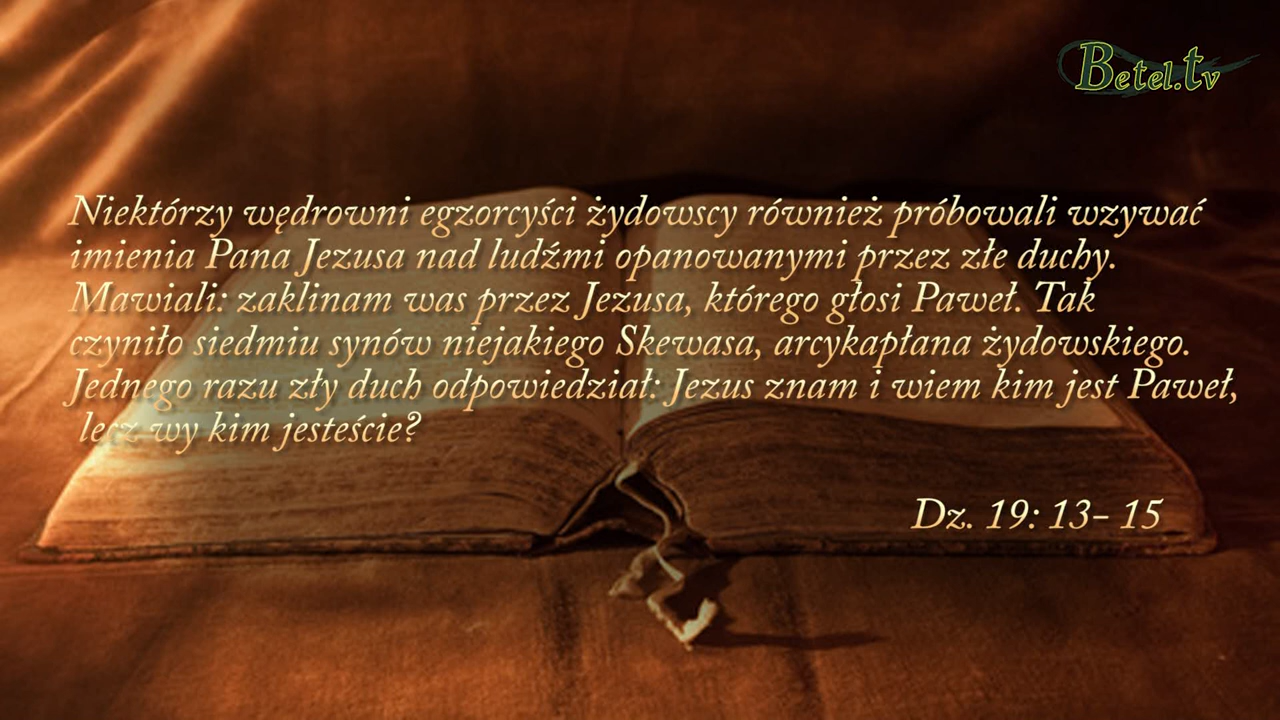 Betel.tv
Niektórzy wędrowni egzorcyści żydowscy również próbowali wzywać
imienia Pana Jezusa nad ludźmi opanowanymi przez złe duchy.
Mawiali: zaklinam was przez Jezusa, którego głosi Paweł. Tak
czyniło siedmiu synów niejakiego Skewasa, arcykapłana żydowskiego.
Jednego razu zły duch odpowiedział: Jezus znam i wiem kim jest Paweł,
lecz wy kim jesteście?
Dz. 19: 13- 15